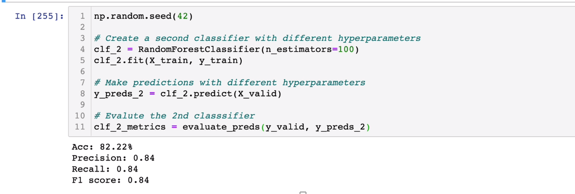 In [255]:
1 np.random.seed(42)
2
3 # Create a second classifier with different hyperparameters
4 clf_2 = RandomForestClassifier(n_estimators=100)
5 clf_2.fit(X_train, y_train)
6
7 # Make predictions with different hyperparameters
8 y_preds_2 = clf_2.predict(X_valid)
9
10 # Evalute the 2nd classsifier
11 clf_2_metrics = evaluate_preds(y_valid, y_preds_2)
Acc: 82.22%
Precision: 0.84
Recall: 0.84
F1 score: 0.84